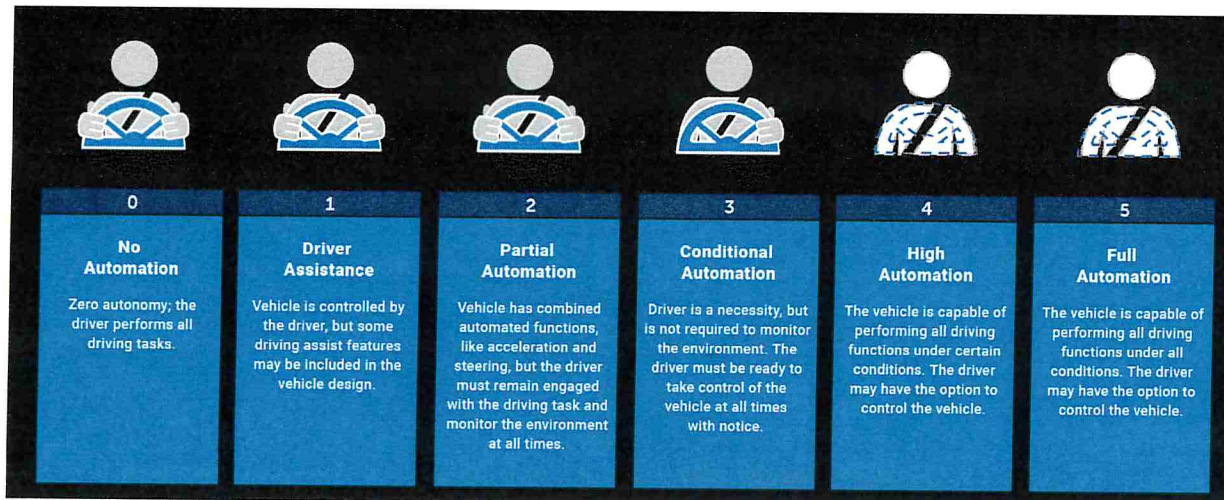 0
No
Automation
Zero autonomy; the
driver performs all
driving tasks.
1
Driver
Assistance
Vehicle is controlled by
the driver, but some
driving assist features
may be included in the
vehicle design.
2
Partial
Automation
Vehicle has combined
automated functions,
like acceleration and
steering, but the driver
must remain engaged
with the driving task and
monitor the environment
at all times.
3
Conditional
Automation
Driver is a necessity, but
is not required to monitor
the environment. The
driver must be ready to
take control of the
vehicle at all times
with notice.
4
High
Automation
The vehicle is capable of
performing all driving
functions under certain
conditions. The driver
may have the option to
control the vehicle.
5
Full
Automation
The vehicle is capable of
performing all driving
functions under all
conditions. The driver
may have the option to
control the vehicle.